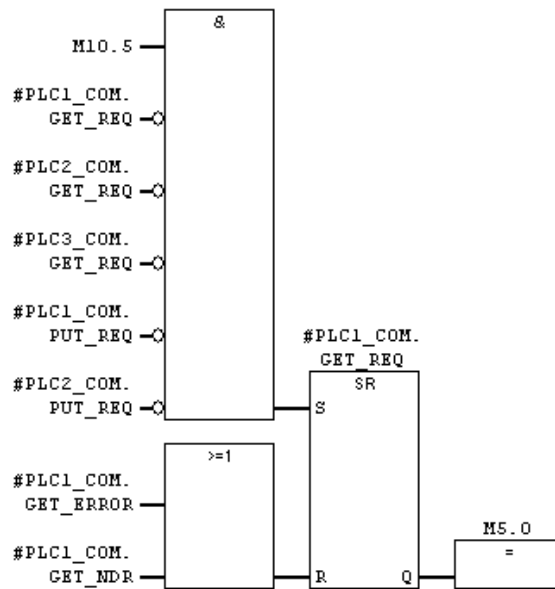 &
M10.5
#PLC1_COM.
GET_REQ
#PLC2_COM.
GET_REQ
#PLC3_COM.
GET_REQ
#PLC1_COM.
PUT_REQ
#PLC2_COM.
PUT_REQ
#PLC1_COM.
GET_REQ
SR
S
>=1
#PLC1_COM.
GET_ERROR
#PLC1_COM.
GET_NDR
R Q
M5.0
=